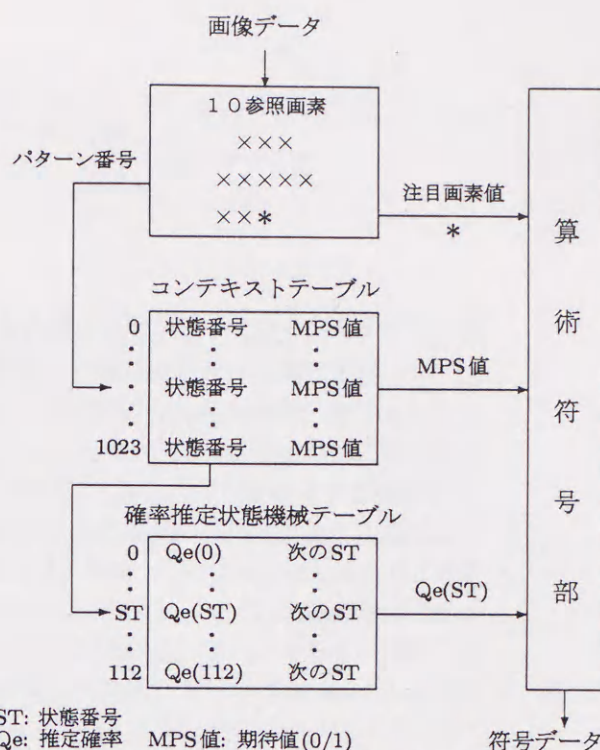 画像データ
１０参照画素
×××
×××××
××*
パターン番号
注目画素値
*
算術符号部
コンテキストテーブル
0 状態番号 MPS値
状態番号 MPS値
1023 状態番号 MPS値
MPS値
確率推定状態機械テーブル
0 Qe(0) 次のST
ST Qe(ST) 次のST
112 Qe(112) 次のST
Qe(ST)
ST: 状態番号
Qe: 推定確率 MPS値: 期待値(0/1)
符号データ